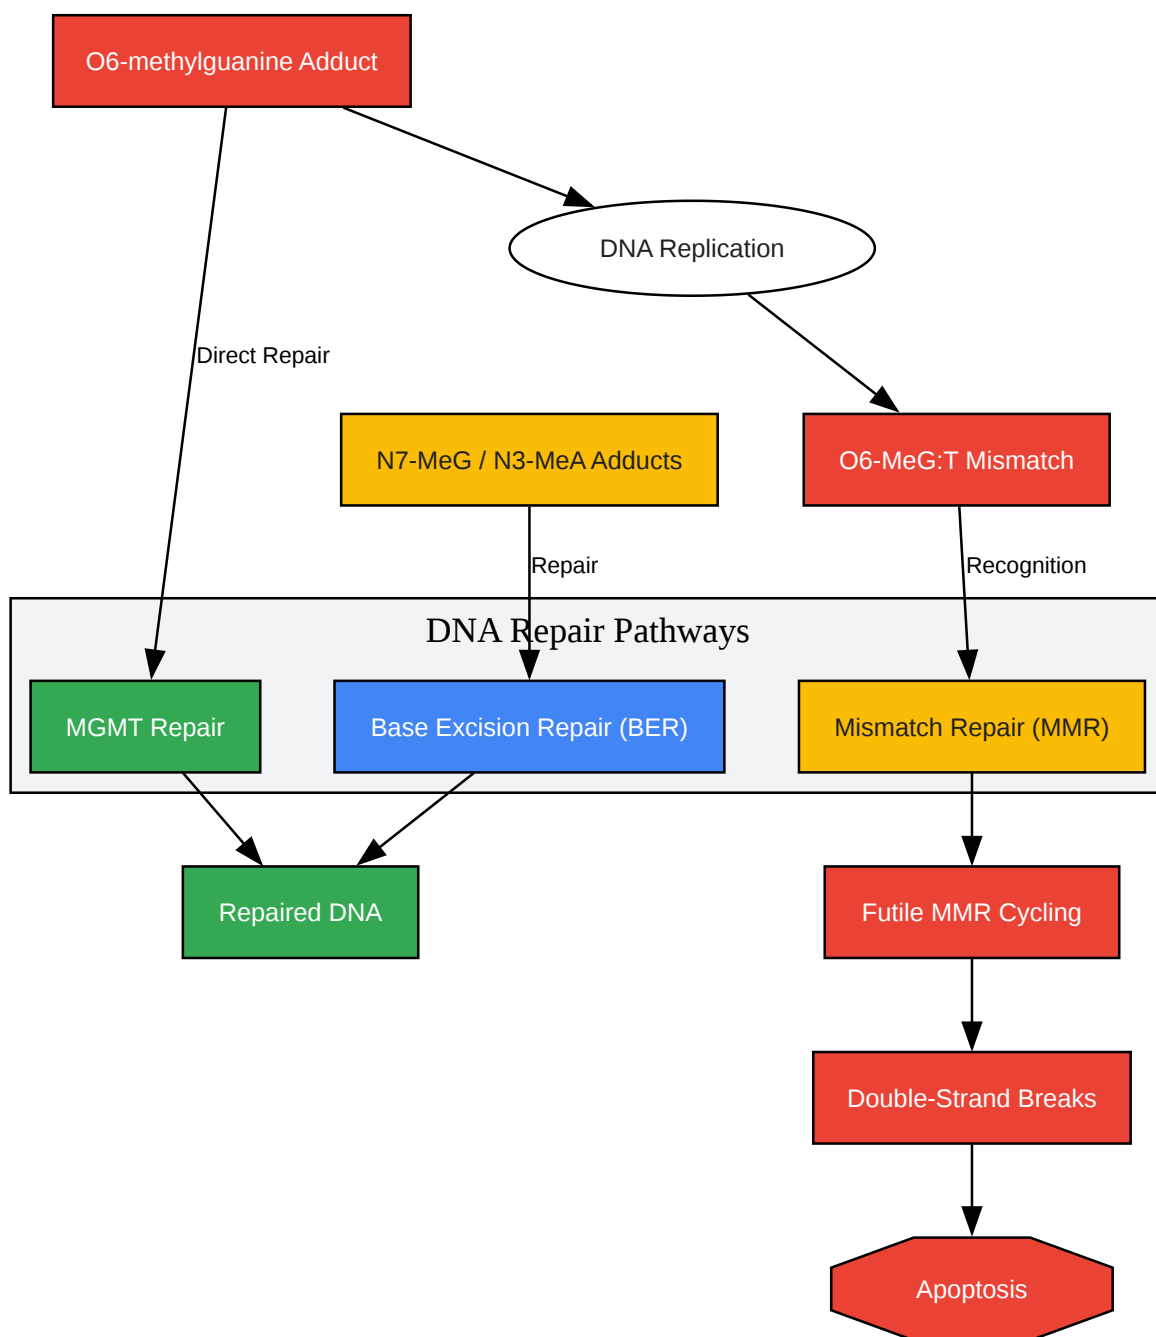 O6-methylguanine Adduct
DNA Replication
Direct Repair
N7-MeG / N3-MeA Adducts
O6-MeG:T Mismatch
Repair
Recognition
DNA Repair Pathways
MGMT Repair
Base Excision Repair (BER)
Mismatch Repair (MMR)
Repaired DNA
Futile MMR Cycling
Double-Strand Breaks
Apoptosis